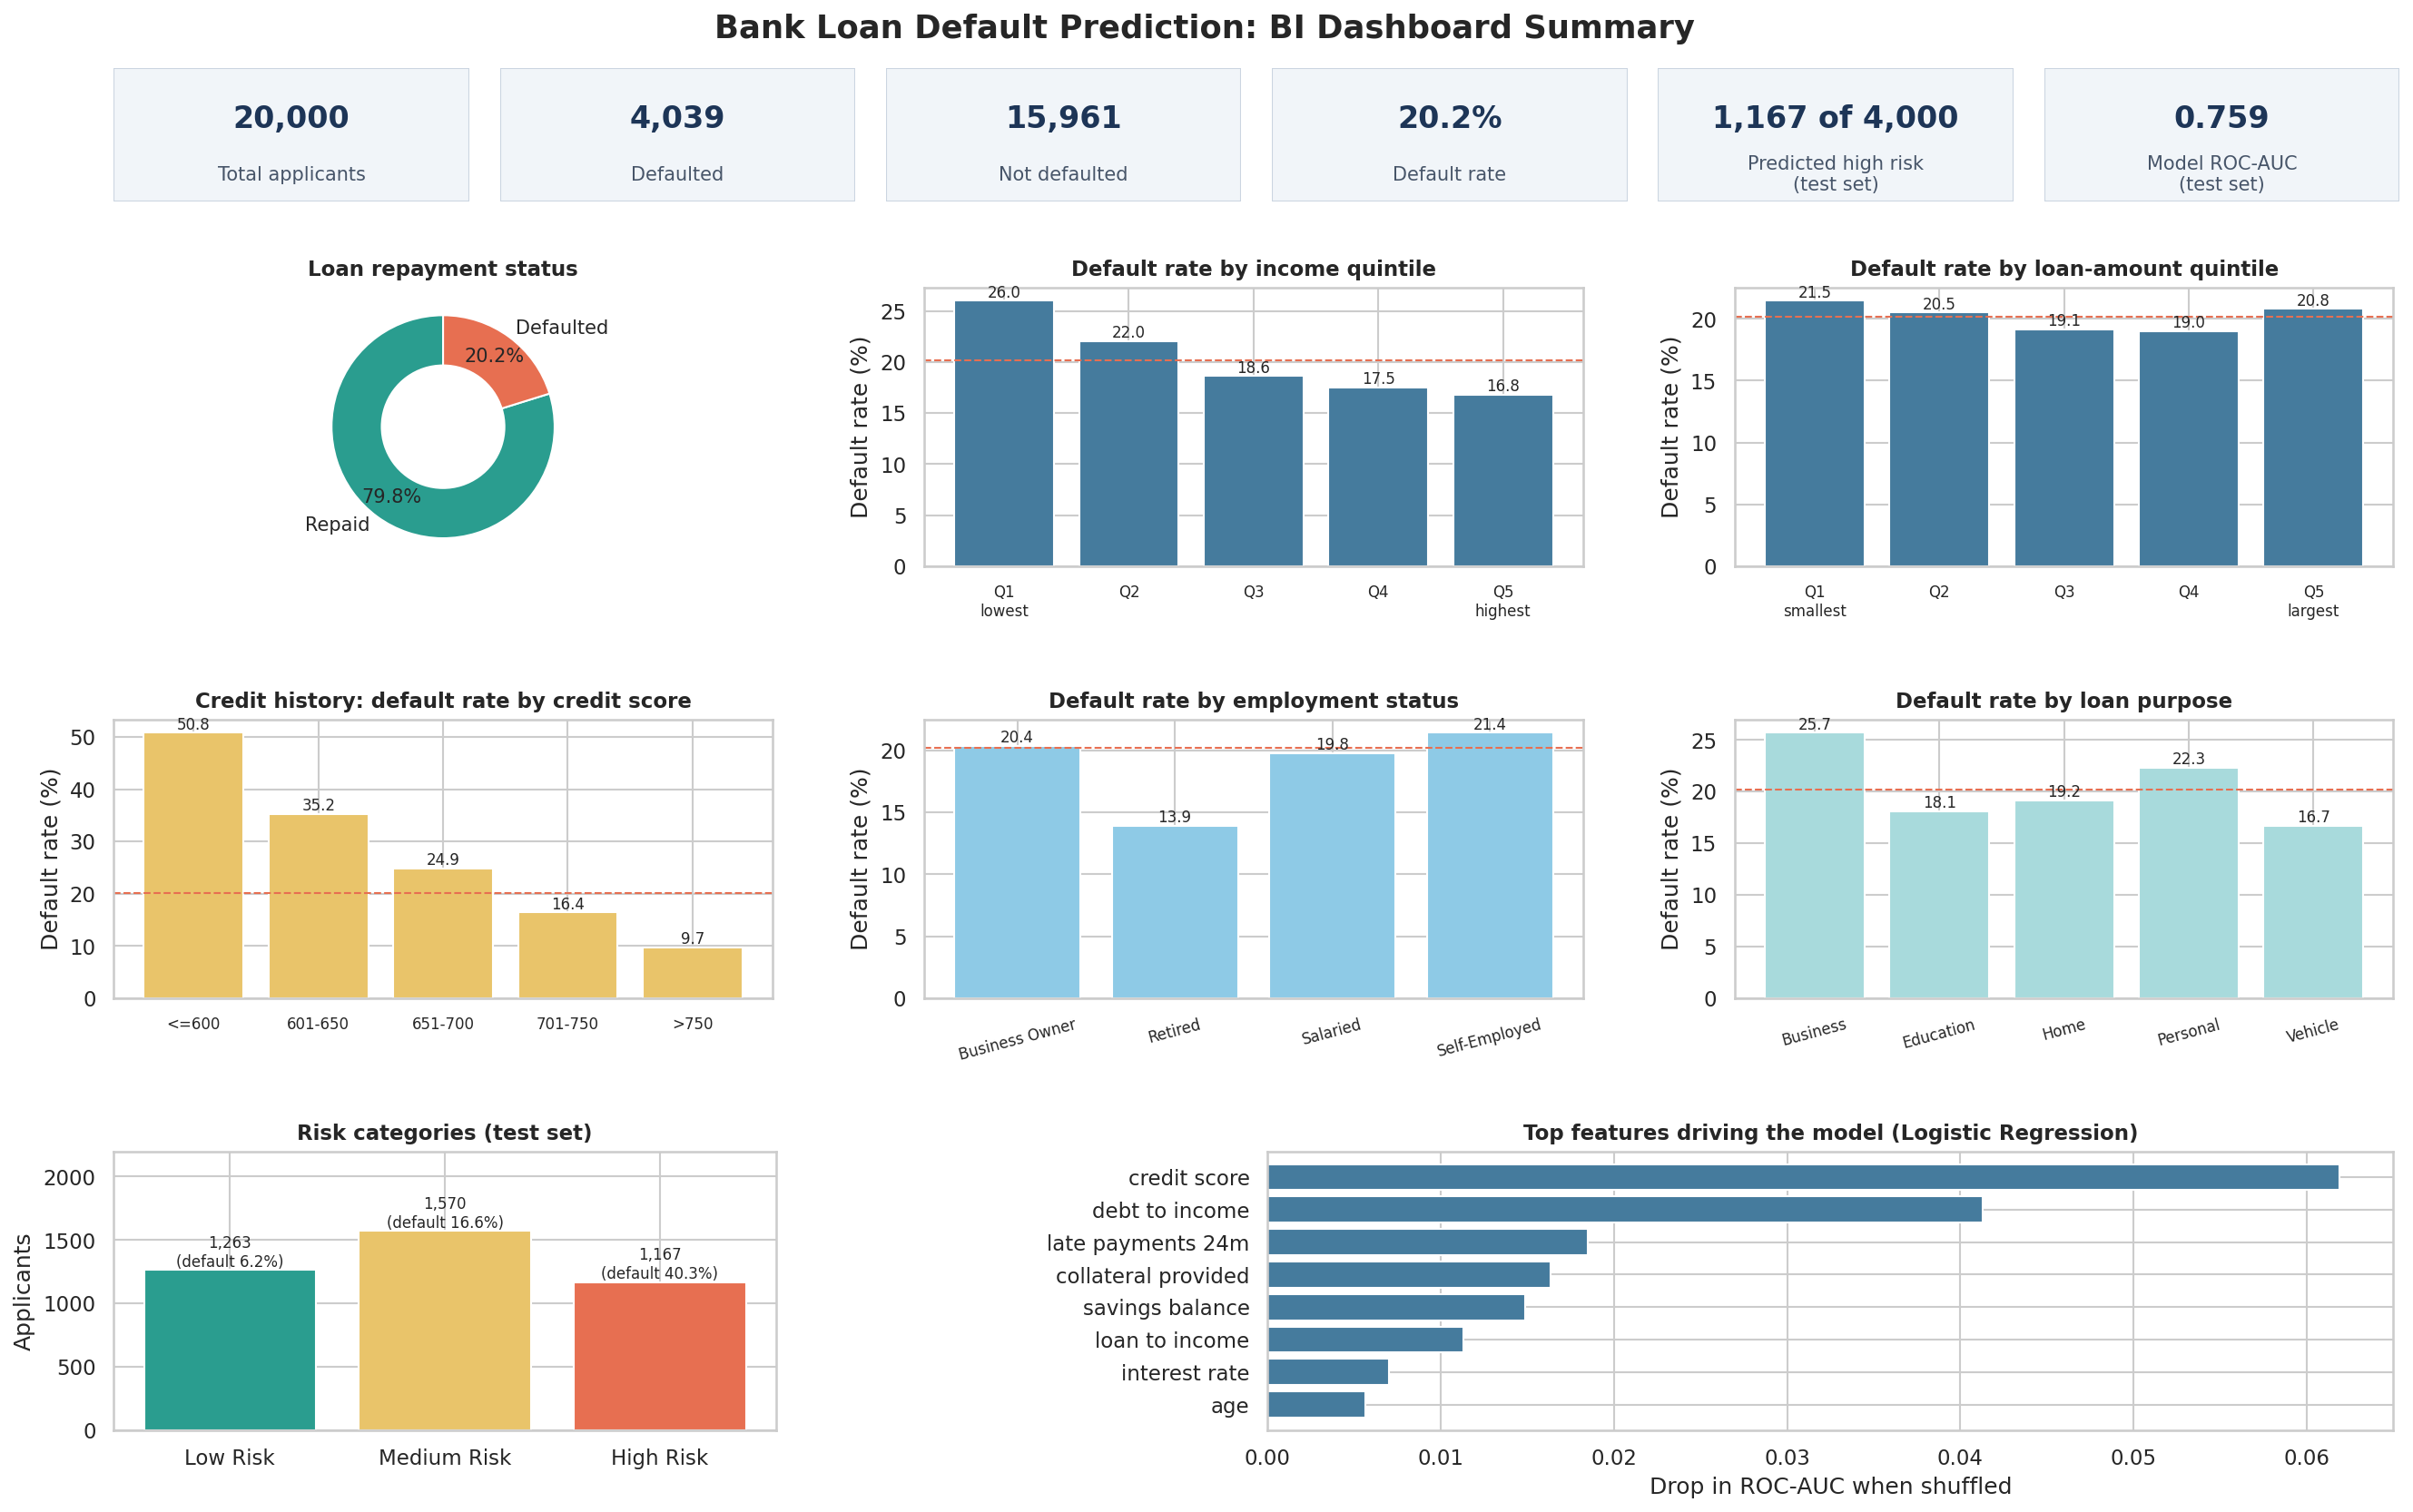 Bank Loan Default Prediction: BI Dashboard Summary
20,000
Total applicants
4,039
Defaulted
15,961
Not defaulted
20.2%
Default rate
1,167 of 4,000
Predicted high risk
(test set)
0.759
Model ROC-AUC
(test set)
Loan repayment status
Defaulted
20.2%
79.8%
Repaid
Default rate by income quintile
Default rate (%)
25
20
15
10
5
0
26.0
22.0
18.6
17.5
16.8
Q1
lowest
Q2
Q3
Q4
Q5
highest
Default rate by loan-amount quintile
Default rate (%)
20
15
10
5
0
21.5
20.5
19.1
19.0
20.8
Q1
smallest
Q2
Q3
Q4
Q5
largest
Credit history: default rate by credit score
Default rate (%)
50
40
30
20
10
0
50.8
35.2
24.9
16.4
9.7
<=600
601-650
651-700
701-750
>750
Default rate by employment status
Default rate (%)
20
15
10
5
0
20.4
13.9
19.8
21.4
Business Owner
Retired
Salaried
Self-Employed
Default rate by loan purpose
Default rate (%)
25
20
15
10
5
0
25.7
18.1
19.2
22.3
16.7
Business
Education
Home
Personal
Vehicle
Risk categories (test set)
Applicants
2000
1500
1000
500
0
1,263
(default 6.2%)
1,570
(default 16.6%)
1,167
(default 40.3%)
Low Risk
Medium Risk
High Risk
Top features driving the model (Logistic Regression)
credit score
debt to income
late payments 24m
collateral provided
savings balance
loan to income
interest rate
age
0.00
0.01
0.02
0.03
0.04
0.05
0.06
Drop in ROC-AUC when shuffled